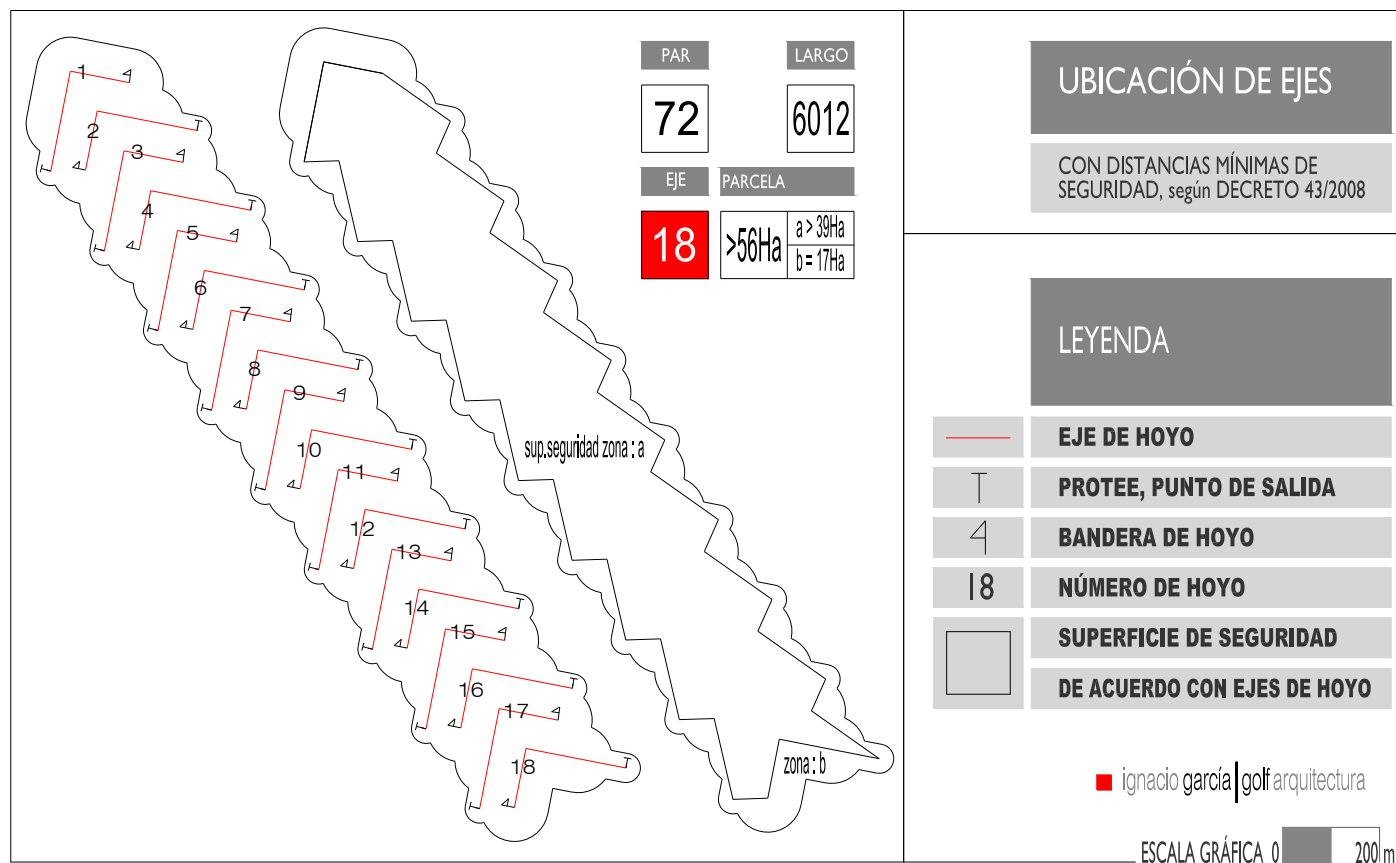 PAR
LARGO
72
6012
EJE
PARCELA
18
>56Ha
a > 39Ha
b = 17Ha
1
2
3
4
5
6
7
8
9
10
11
12
13
14
15
16
17
18
sup.seguridad zona : a
zona : b
UBICACIÓN DE EJES
CON DISTANCIAS MÍNIMAS DE
SEGURIDAD, según DECRETO 43/2008
LEYENDA
EJE DE HOYO
PROTEE, PUNTO DE SALIDA
BANDERA DE HOYO
18 NÚMERO DE HOYO
SUPERFICIE DE SEGURIDAD
DE ACUERDO CON EJES DE HOYO
ignacio garcía golf arquitectura
ESCALA GRÁFICA 0 200 m